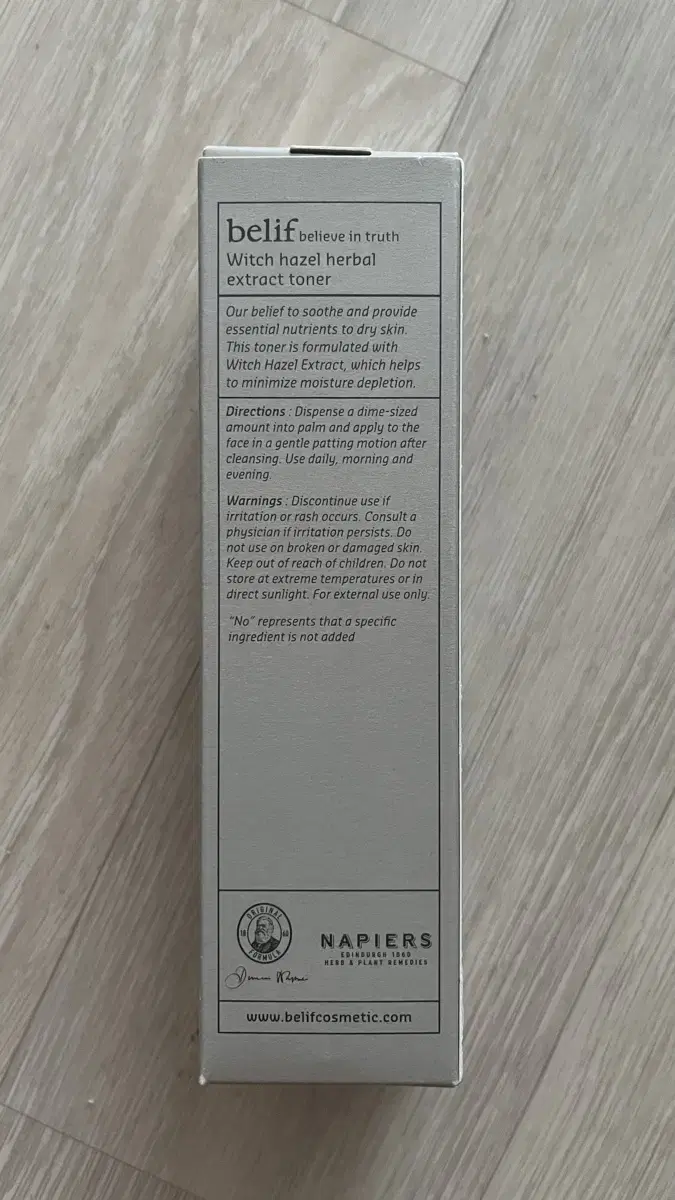 belif believe in truth
Witch hazel herbal
extract toner
Our belief to soothe and provide
essential nutrients to dry skin.
This toner is formulated with
Witch Hazel Extract, which helps
to minimize moisture depletion.
Directions : Dispense a dime-sized
amount into palm and apply to the
face in a gentle patting motion after
cleansing. Use daily, morning and
evening.
Warnings : Discontinue use if
irritation or rash occurs. Consult a
physician if irritation persists. Do
not use on broken or damaged skin.
Keep out of reach of children. Do not
store at extreme temperatures or in
direct sunlight. For external use only.
"No" represents that a specific
ingredient is not added
ORIGINAL
18 60
FORMULA
NAPIERS
EDINBURGH 1860
HERB & PLANT REMEDIES
www.belifcosmetic.com